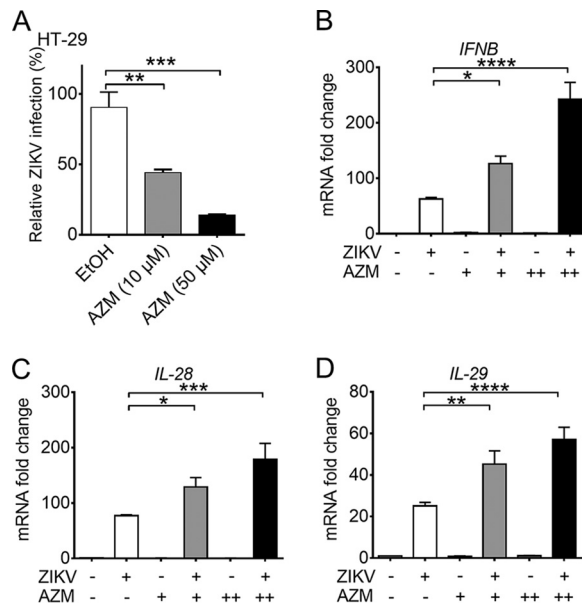 A
HT-29
Relative ZIKV infection (%)
100
50
0
***
**
EtOH
AZM (10 µM)
AZM (50 µM)
B
IFNB
mRNA fold change
300
200
100
0
****
*
ZIKV - + - + - +
AZM - - + + ++ ++
C
IL-28
mRNA fold change
300
200
100
0
***
*
ZIKV - + - + - +
AZM - - + + ++ ++
D
IL-29
mRNA fold change
80
60
40
20
0
****
**
ZIKV - + - + - +
AZM - - + + ++ ++